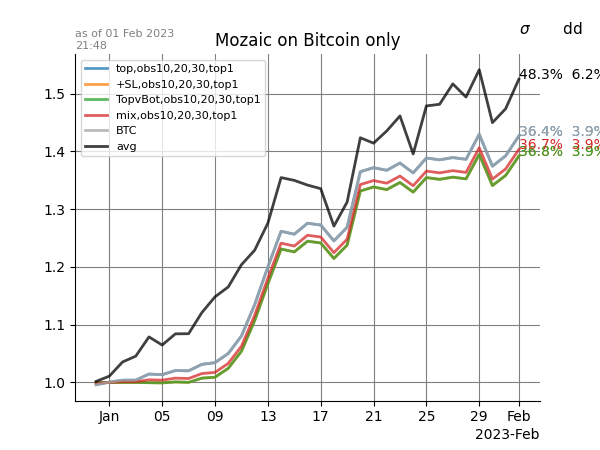 as of 01 Feb 2023
21:48
σ dd
Mozaic on Bitcoin only
top,obs10,20,30,top1
+SL,obs10,20,30,top1
TopvBot,obs10,20,30,top1
mix,obs10,20,30,top1
BTC
avg
48.3% 6.2%
36.4% 3.9%
36.7% 3.9%
36.8% 3.9%
1.5
1.4
1.3
1.2
1.1
1.0
Jan 05 09 13 17 21 25 29 Feb
2023-Feb